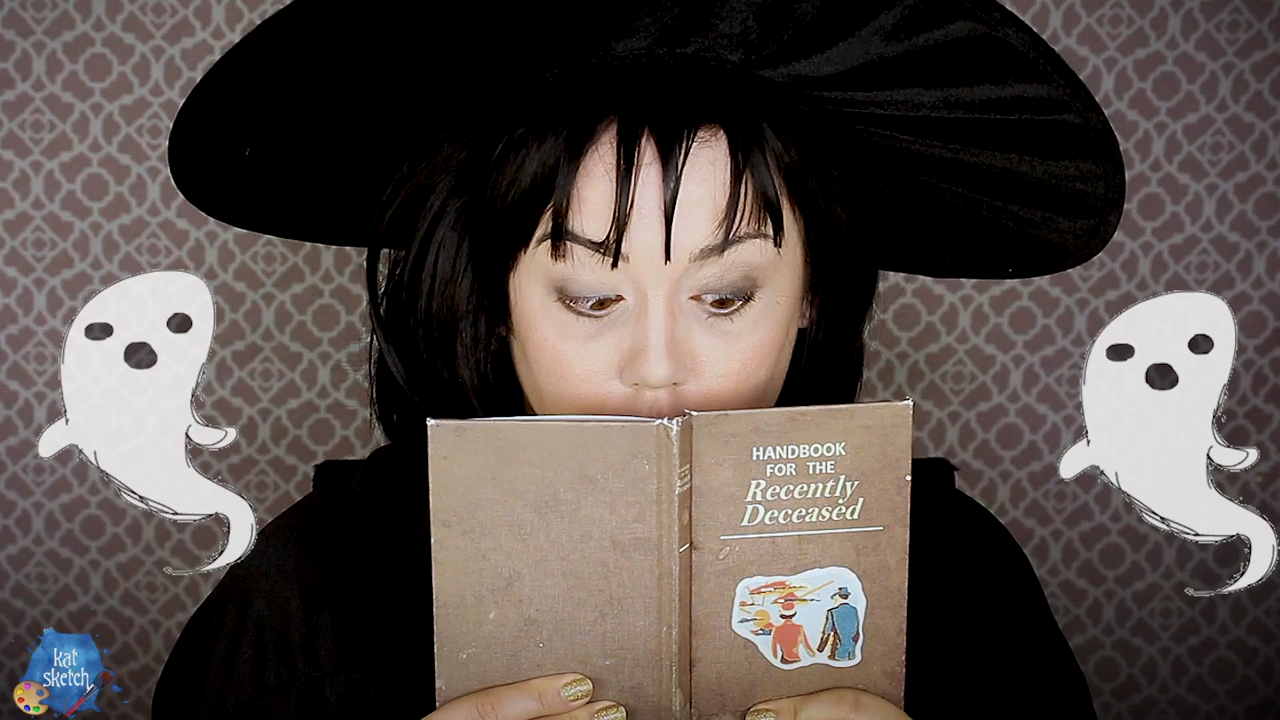 HANDBOOK
FOR THE
Recently
Deceased
kat
sketch